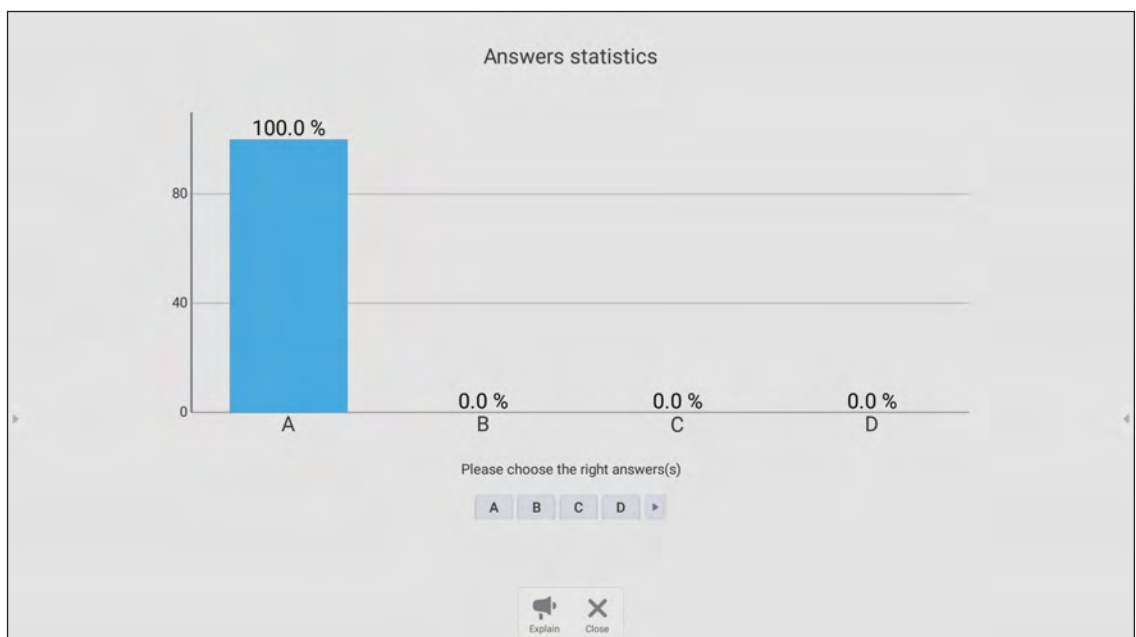 Answers statistics
100.0 %
80
40
0
0.0 % 0.0 % 0.0 %
A B C D
Please choose the right answers(s)
A B C D
Explain Close